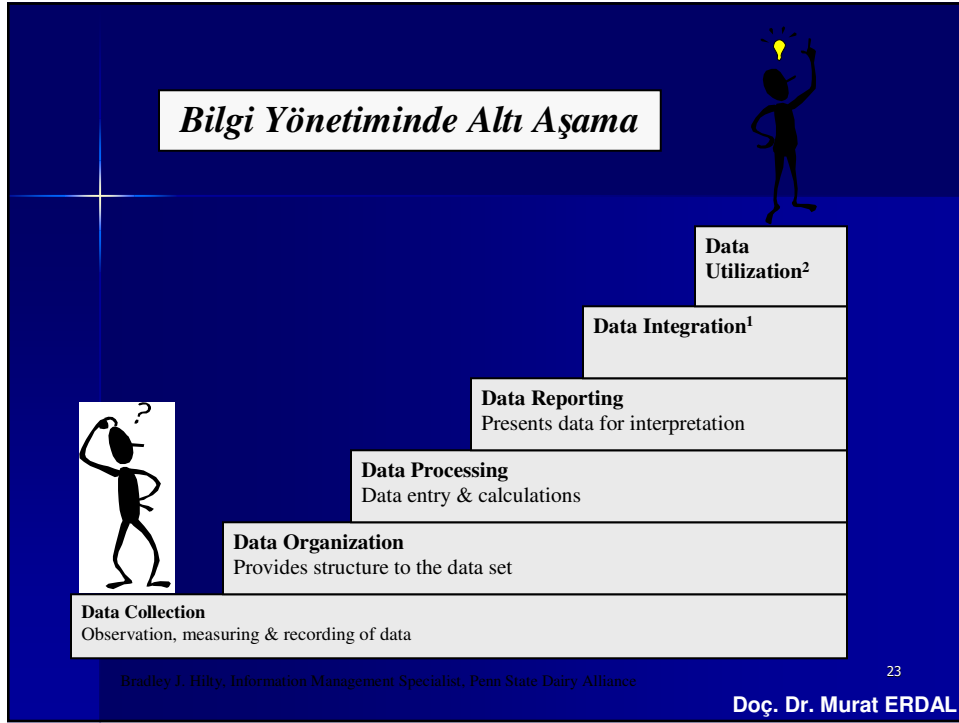 Bilgi Yönetiminde Altı Aşama
Data
Utilization²
Data Integration¹
Data Reporting
Presents data for interpretation
Data Processing
Data entry & calculations
Data Organization
Provides structure to the data set
Data Collection
Observation, measuring & recording of data
?
Bradley J. Hilty, Information Management Specialist, Penn State Dairy Alliance
23
Doç. Dr. Murat ERDAL